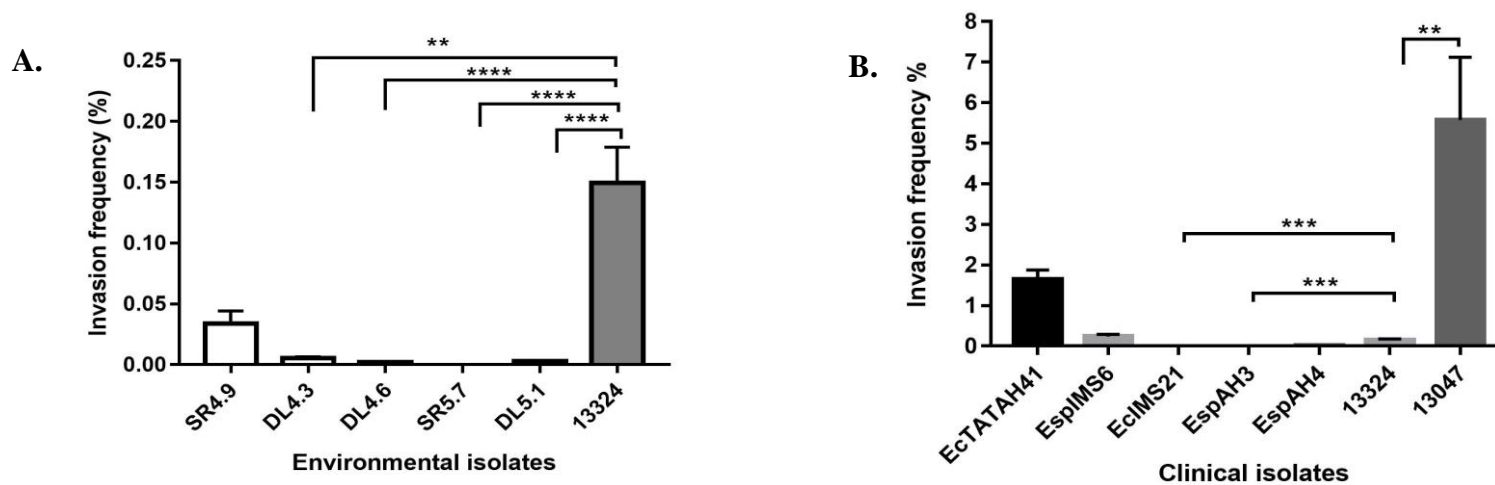 A.
Invasion frequency (%)
0.25
0.20
0.15
0.10
0.05
0.00
**
****
****
****
SR4.9
DL4.3
DL4.6
SR5.7
DL5.1
13324
Environmental isolates
B.
Invasion frequency %
8
7
6
5
4
3
2
1
0
**
***
***
EcTATAH41
EspIMS6
EclMS21
EspAH3
EspAH4
13324
13047
Clinical isolates